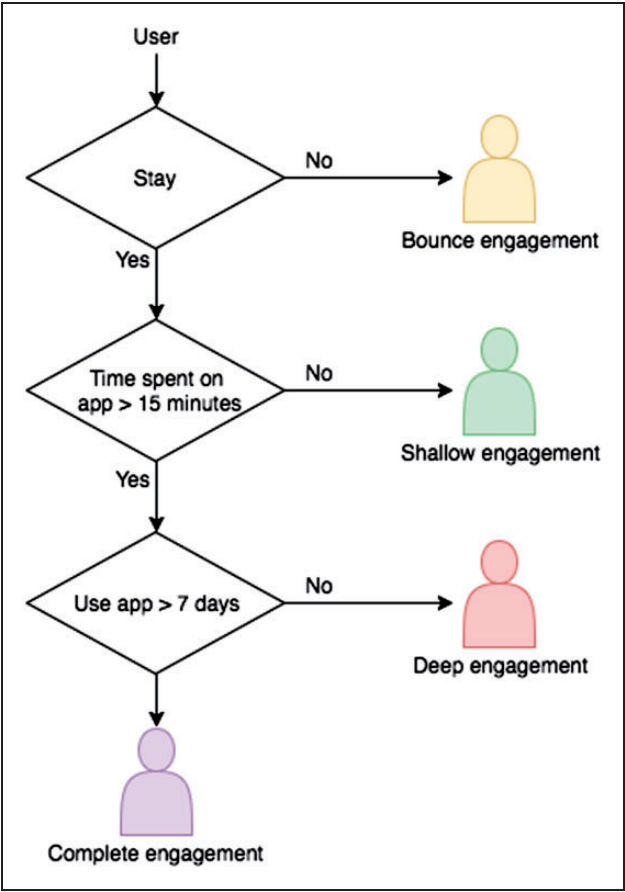 User
Stay
No
Bounce engagement
Yes
Time spent on
app > 15 minutes
No
Shallow engagement
Yes
Use app > 7 days
No
Deep engagement
Complete engagement